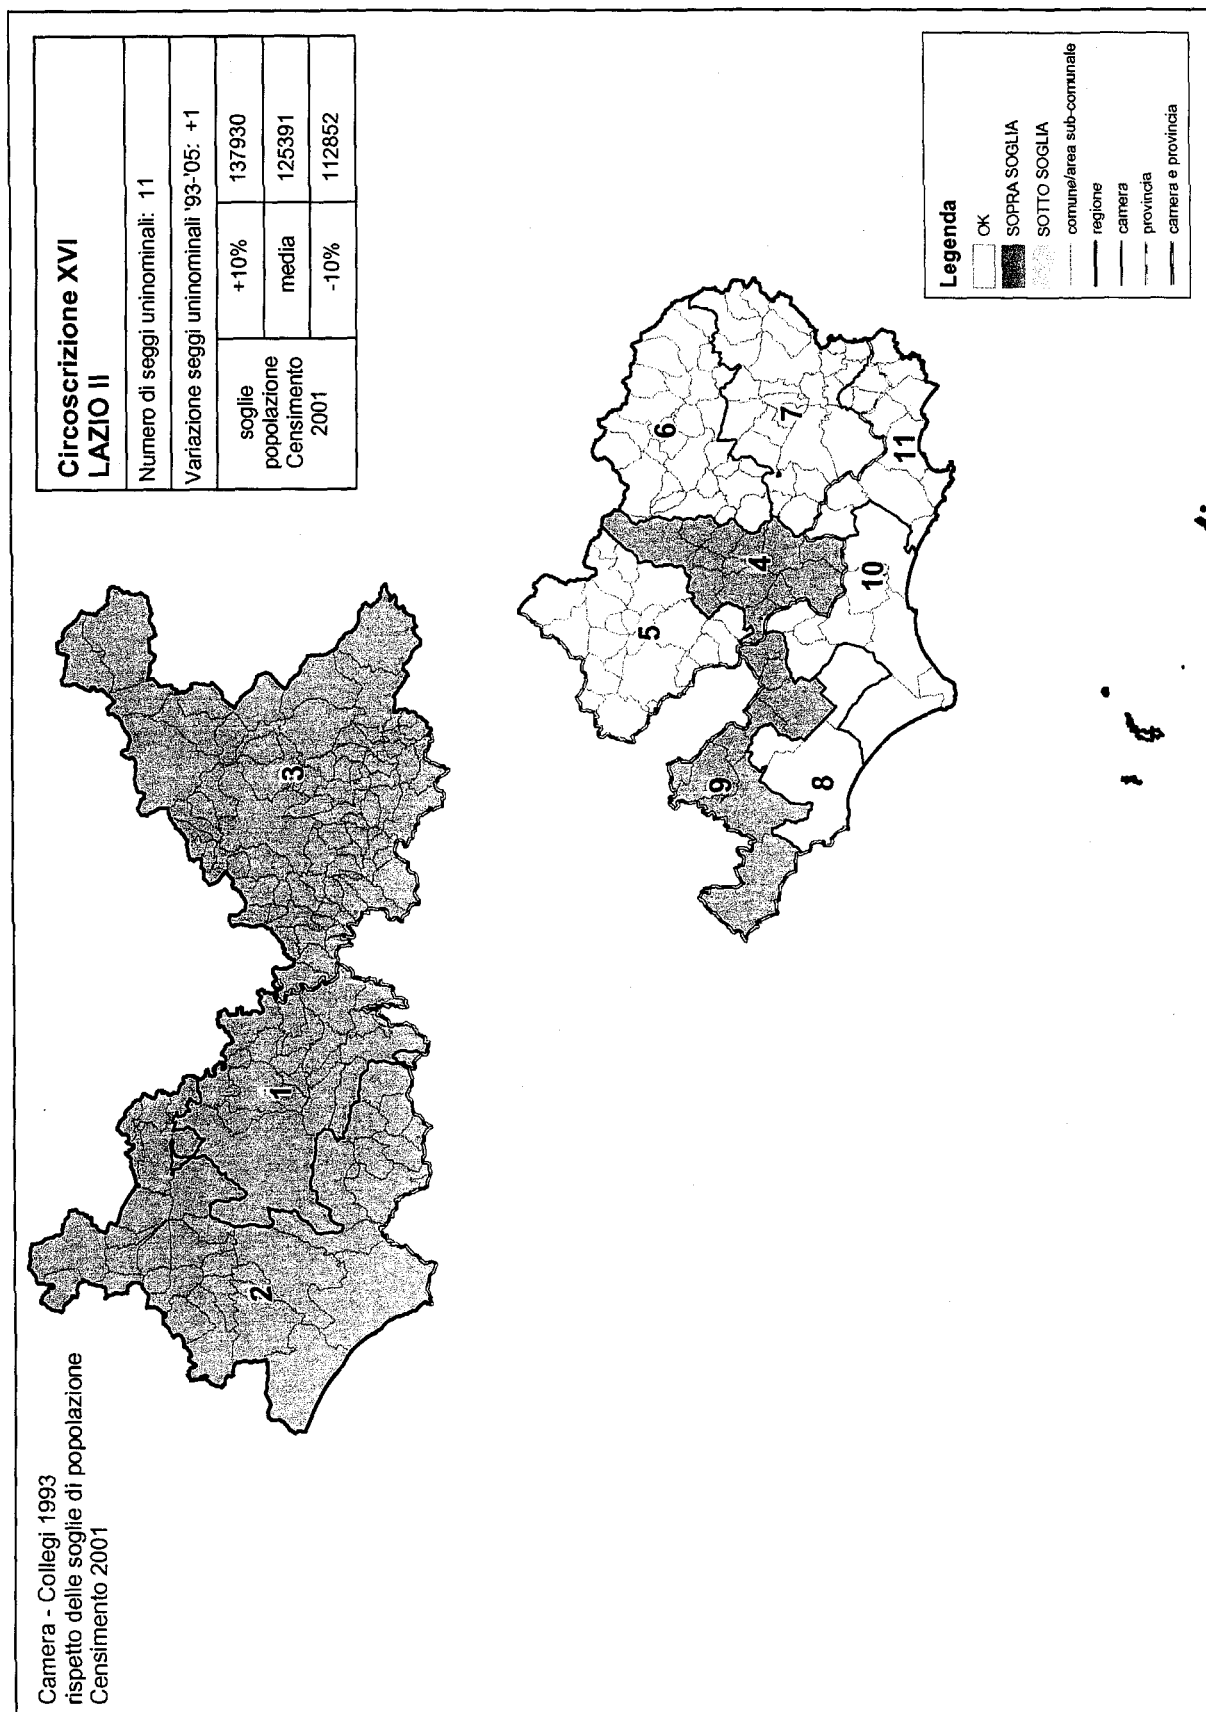 Camera - Collegi 1993
rispetto delle soglie di popolazione
Censimento 2001
Circoscrizione XVI
LAZIO II
Numero di seggi uninominali: 11
Variazione seggi uninominali '93-'05: +1
soglie
popolazione
Censimento
2001
+10% 137930
media 125391
-10% 112852
1
2
3
4
5
6
7
8
9
10
11
Legenda
OK
SOPRA SOGLIA
SOTTO SOGLIA
comune/area sub-comunale
regione
camera
provincia
camera e provincia